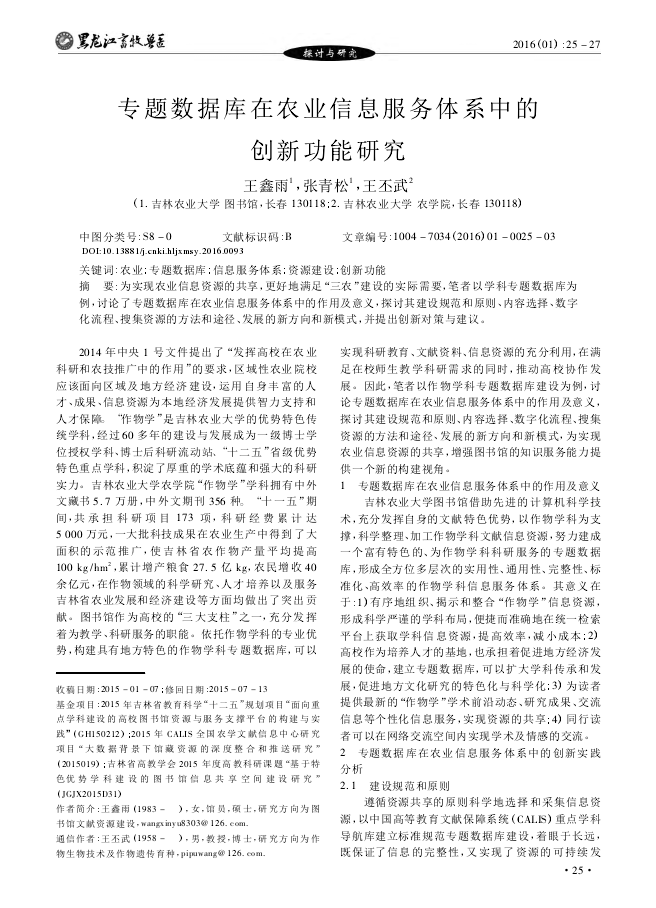 黑龙江畜牧兽医
探讨与研究
2016(01):25-27
专题数据库在农业信息服务体系中的
创新功能研究
王鑫雨1,张青松1,王丕武2
(1.吉林农业大学 图书馆,长春 130118;2.吉林农业大学 农学院,长春 130118)
中图分类号:S8-0 文献标识码:B 文章编号:1004-7034(2016)01-0025-03
DOI:10.13881/j.cnki.hljxmsy.2016.0093
关键词:农业;专题数据库;信息服务体系;资源建设;创新功能
摘 要:为实现农业信息资源的共享,更好地满足“三农”建设的实际需要,笔者以学科专题数据库为
例,讨论了专题数据库在农业信息服务体系中的作用及意义,探讨其建设规范和原则、内容选择、数字
化流程、搜集资源的方法和途径、发展的新方向和新模式,并提出创新对策与建议。
2014年中央1号文件提出了“发挥高校在农业
科研和农技推广中的作用”的要求,区域性农业院校
应该面向区域及地方经济建设,运用自身丰富的人
才、成果、信息资源为本地经济发展提供智力支持和
人才保障。“作物学”是吉林农业大学的优势特色传
统学科,经过60多年的建设与发展成为一级博士学
位授权学科、博士后科研流动站、“十二五”省级优势
特色重点学科,积淀了厚重的学术底蕴和强大的科研
实力。吉林农业大学农学院“作物学”学科拥有中外
文藏书5.7万册,中外文期刊356种。“十一五”期
间,共承担科研项目173项,科研经费累计达
5 000万元,一大批科技成果在农业生产中得到了大
面积的示范推广,使吉林省农作物产量平均提高
100 kg/hm2,累计增产粮食27.5亿kg,农民增收40
余亿元,在作物领域的科学研究、人才培养以及服务
吉林省农业发展和经济建设等方面均做出了突出贡
献。图书馆作为高校的“三大支柱”之一,充分发挥
着为教学、科研服务的职能。依托作物学科的专业优
势,构建具有地方特色的作物学科专题数据库,可以
收稿日期:2015-01-07;修回日期:2015-07-13
基金项目:2015年吉林省教育科学“十二五”规划项目“面向重
点学科建设的高校图书馆资源与服务支撑平台的构建与实
践”(GH150212);2015年CALIS全国农学文献信息中心研究
项目“大数据背景下馆藏资源的深度整合和推送研究”
(2015019);吉林省高教学会2015年度高教科研课题“基于特
色优势学科建设的图书馆信息共享空间建设研究”
(JGJX2015D31)
作者简介:王鑫雨(1983- ),女,馆员,硕士,研究方向为图
书馆文献资源建设,wangxinyu8303@126.com.
通信作者:王丕武(1958- ),男,教授,博士,研究方向为作
物生物技术及作物遗传育种,pipuwang@126.com.
实现科研教育、文献资料、信息资源的充分利用,在满
足在校师生教学科研需求的同时,推动高校协作发
展。因此,笔者以作物学科专题数据库建设为例,讨
论专题数据库在农业信息服务体系中的作用及意义,
探讨其建设规范和原则、内容选择、数字化流程、搜集
资源的方法和途径、发展的新方向和新模式,为实现
农业信息资源的共享,增强图书馆的知识服务能力提
供一个新的构建视角。
1 专题数据库在农业信息服务体系中的作用及意义
吉林农业大学图书馆借助先进的计算机科学技
术,充分发挥自身的文献特色优势,以作物学科为支
撑,科学整理、加工作物学科文献信息资源,努力建成
一个富有特色的、为作物学科科研服务的专题数据
库,形成全方位多层次的实用性、通用性、完整性、标
准化、高效率的作物学科信息服务体系。其意义在
于:1)有序地组织、揭示和整合“作物学”信息资源,
形成科学严谨的学科布局,便捷而准确地在统一检索
平台上获取学科信息资源,提高效率,减小成本;2)
高校作为培养人才的基地,也承担着促进地方经济发
展的使命,建立专题数据库,可以扩大学科传承和发
展,促进地方文化研究的特色化与科学化;3)为读者
提供最新的“作物学”学术前沿动态、研究成果、交流
信息等个性化信息服务,实现资源的共享;4)同行读
者可以在网络交流空间内实现学术及情感的交流。
2 专题数据库在农业信息服务体系中的创新实践
分析
2.1 建设规范和原则
遵循资源共享的原则科学地选择和采集信息资
源,以中国高等教育文献保障系统(CALIS)重点学科
导航库建立标准规范专题数据库建设,着眼于长远,
既保证了信息的完整性,又实现了资源的可持续发
·25·